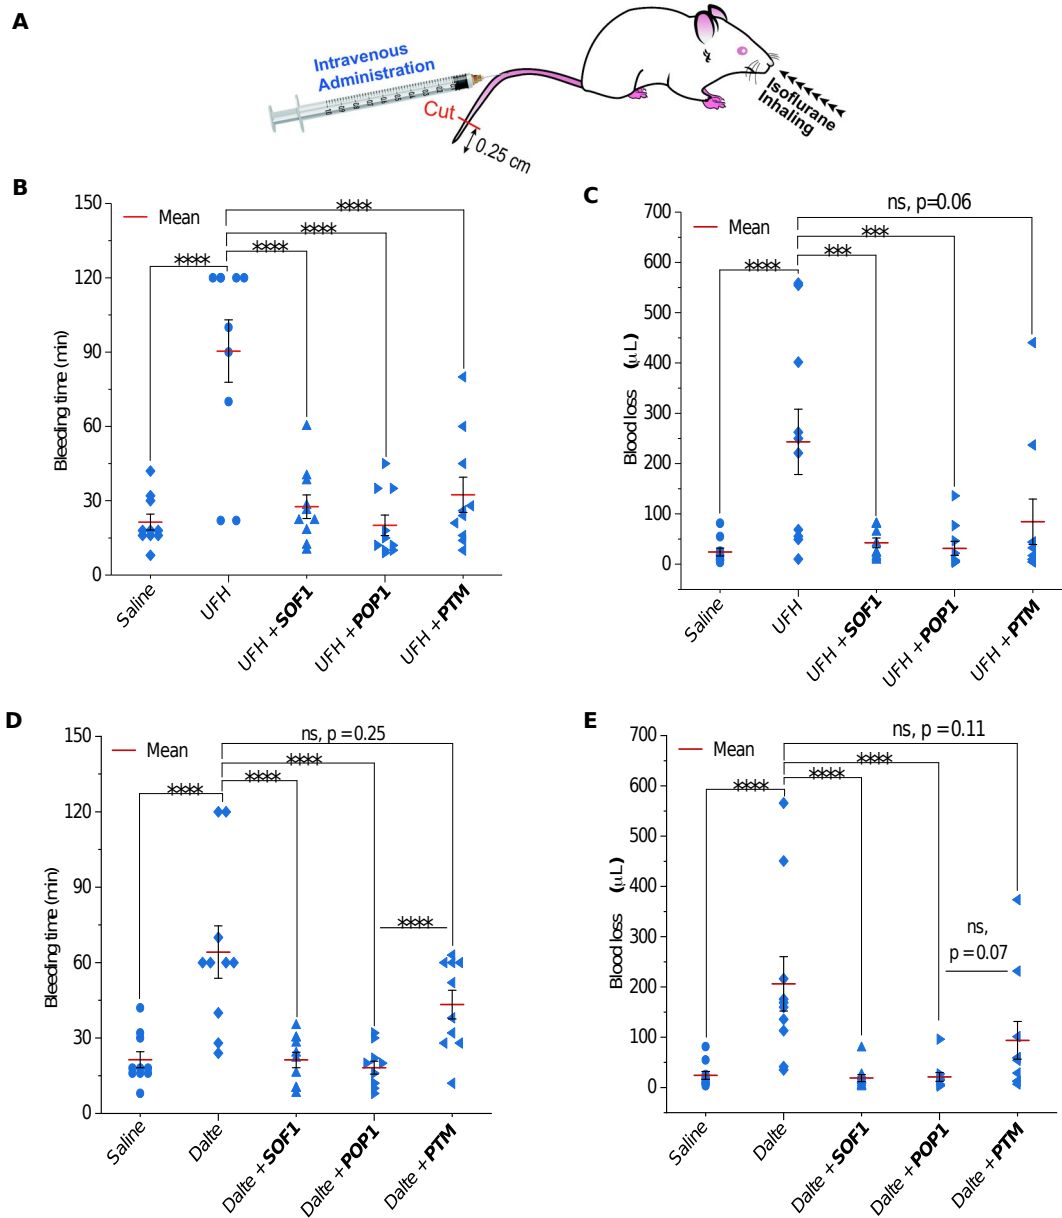 A
Intravenous
Administration
Cut
0.25 cm
Isoflurane
Inhaling
B
Mean
Bleeding time (min)
150
120
90
60
30
0
****
****
****
****
Saline
UFH
UFH + SOF1
UFH + POP1
UFH + PTM
C
Mean
Blood loss (µL)
700
600
500
400
300
200
100
0
****
***
***
ns, p=0.06
Saline
UFH
UFH + SOF1
UFH + POP1
UFH + PTM
D
Mean
Bleeding time (min)
150
120
90
60
30
0
****
****
****
ns, p = 0.25
****
Saline
Dalte
Dalte + SOF1
Dalte + POP1
Dalte + PTM
E
Mean
Blood loss (µL)
700
600
500
400
300
200
100
0
****
****
****
ns, p = 0.11
ns,
p = 0.07
Saline
Dalte
Dalte + SOF1
Dalte + POP1
Dalte + PTM